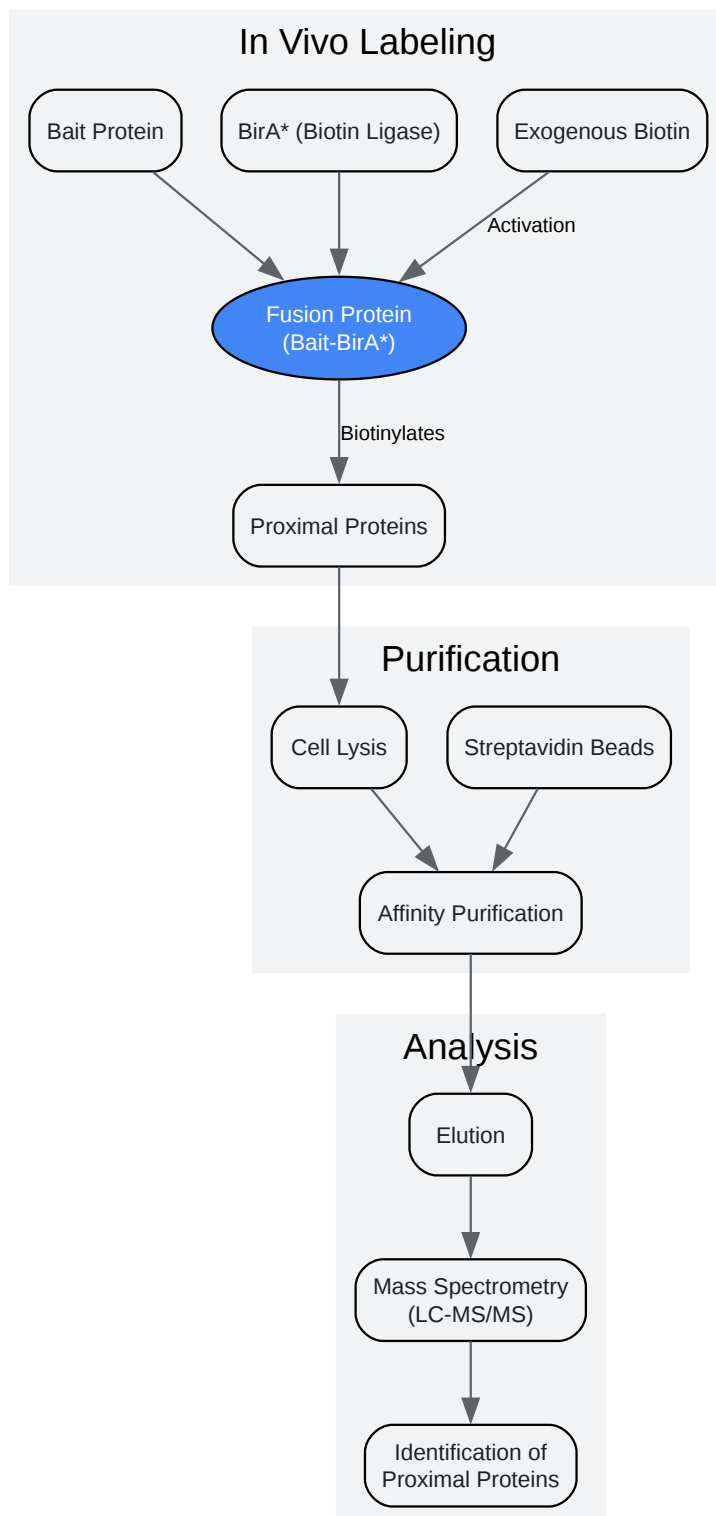 In Vivo Labeling
Bait Protein
BirA* (Biotin Ligase)
Exogenous Biotin
Activation
Fusion Protein
(Bait-BirA*)
Biotinylates
Proximal Proteins
Purification
Cell Lysis
Streptavidin Beads
Affinity Purification
Analysis
Elution
Mass Spectrometry
(LC-MS/MS)
Identification of
Proximal Proteins